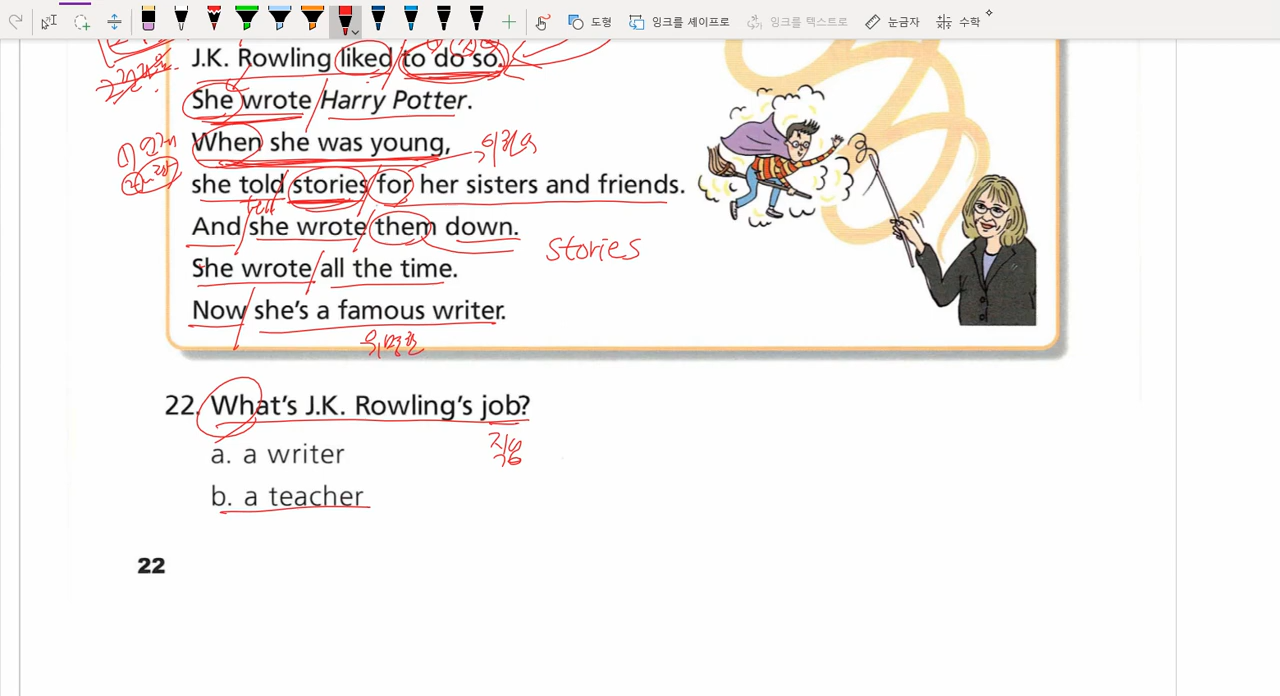 도형
잉크를 셰이프로
잉크를 텍스트로
눈금자
수학
J.K. Rowling liked to do so.
She wrote Harry Potter.
When she was young,
she told stories for her sisters and friends.
tell
And she wrote them down.
stories
She wrote all the time.
Now she's a famous writer.
유명한
22. What's J.K. Rowling's job?
직업
a. a writer
b. a teacher
22